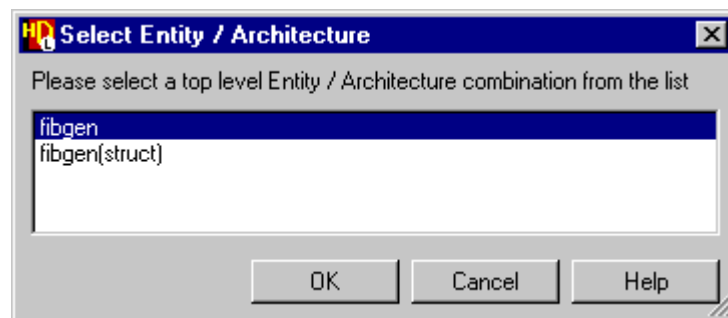 HDL Select Entity / Architecture
Please select a top level Entity / Architecture combination from the list
fibgen
fibgen(struct)
OK Cancel Help